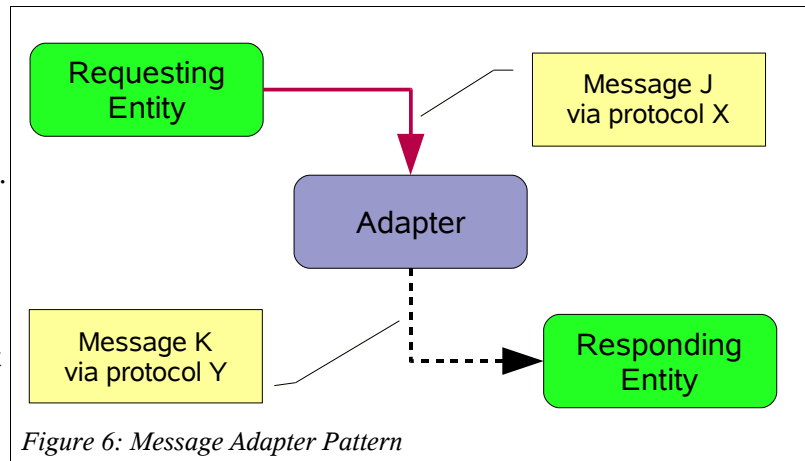 Requesting
Entity
Message J
via protocol X
Adapter
Message K
via protocol Y
Responding
Entity
Figure 6: Message Adapter Pattern